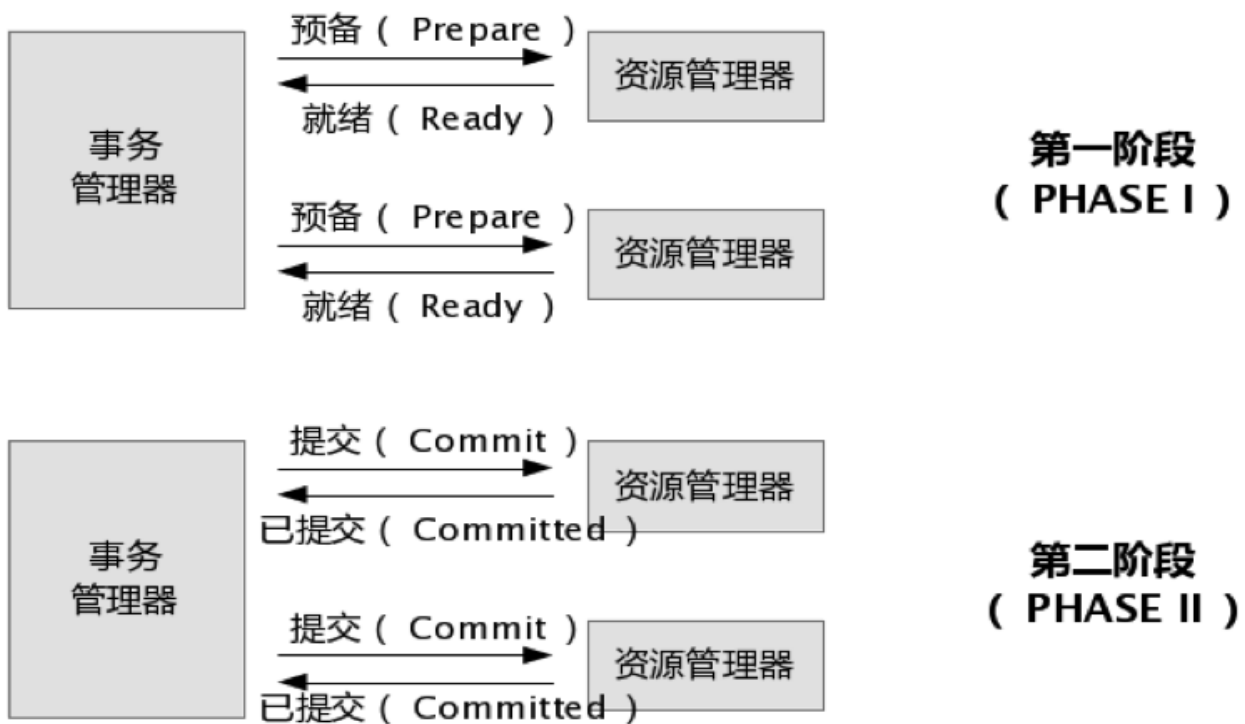 预备 ( Prepare )
资源管理器
就绪 ( Ready )
事务
管理器
预备 ( Prepare )
资源管理器
就绪 ( Ready )
第一阶段
( PHASE I )
提交 ( Commit )
资源管理器
已提交 ( Committed )
事务
管理器
提交 ( Commit )
资源管理器
已提交 ( Committed )
第二阶段
( PHASE II )